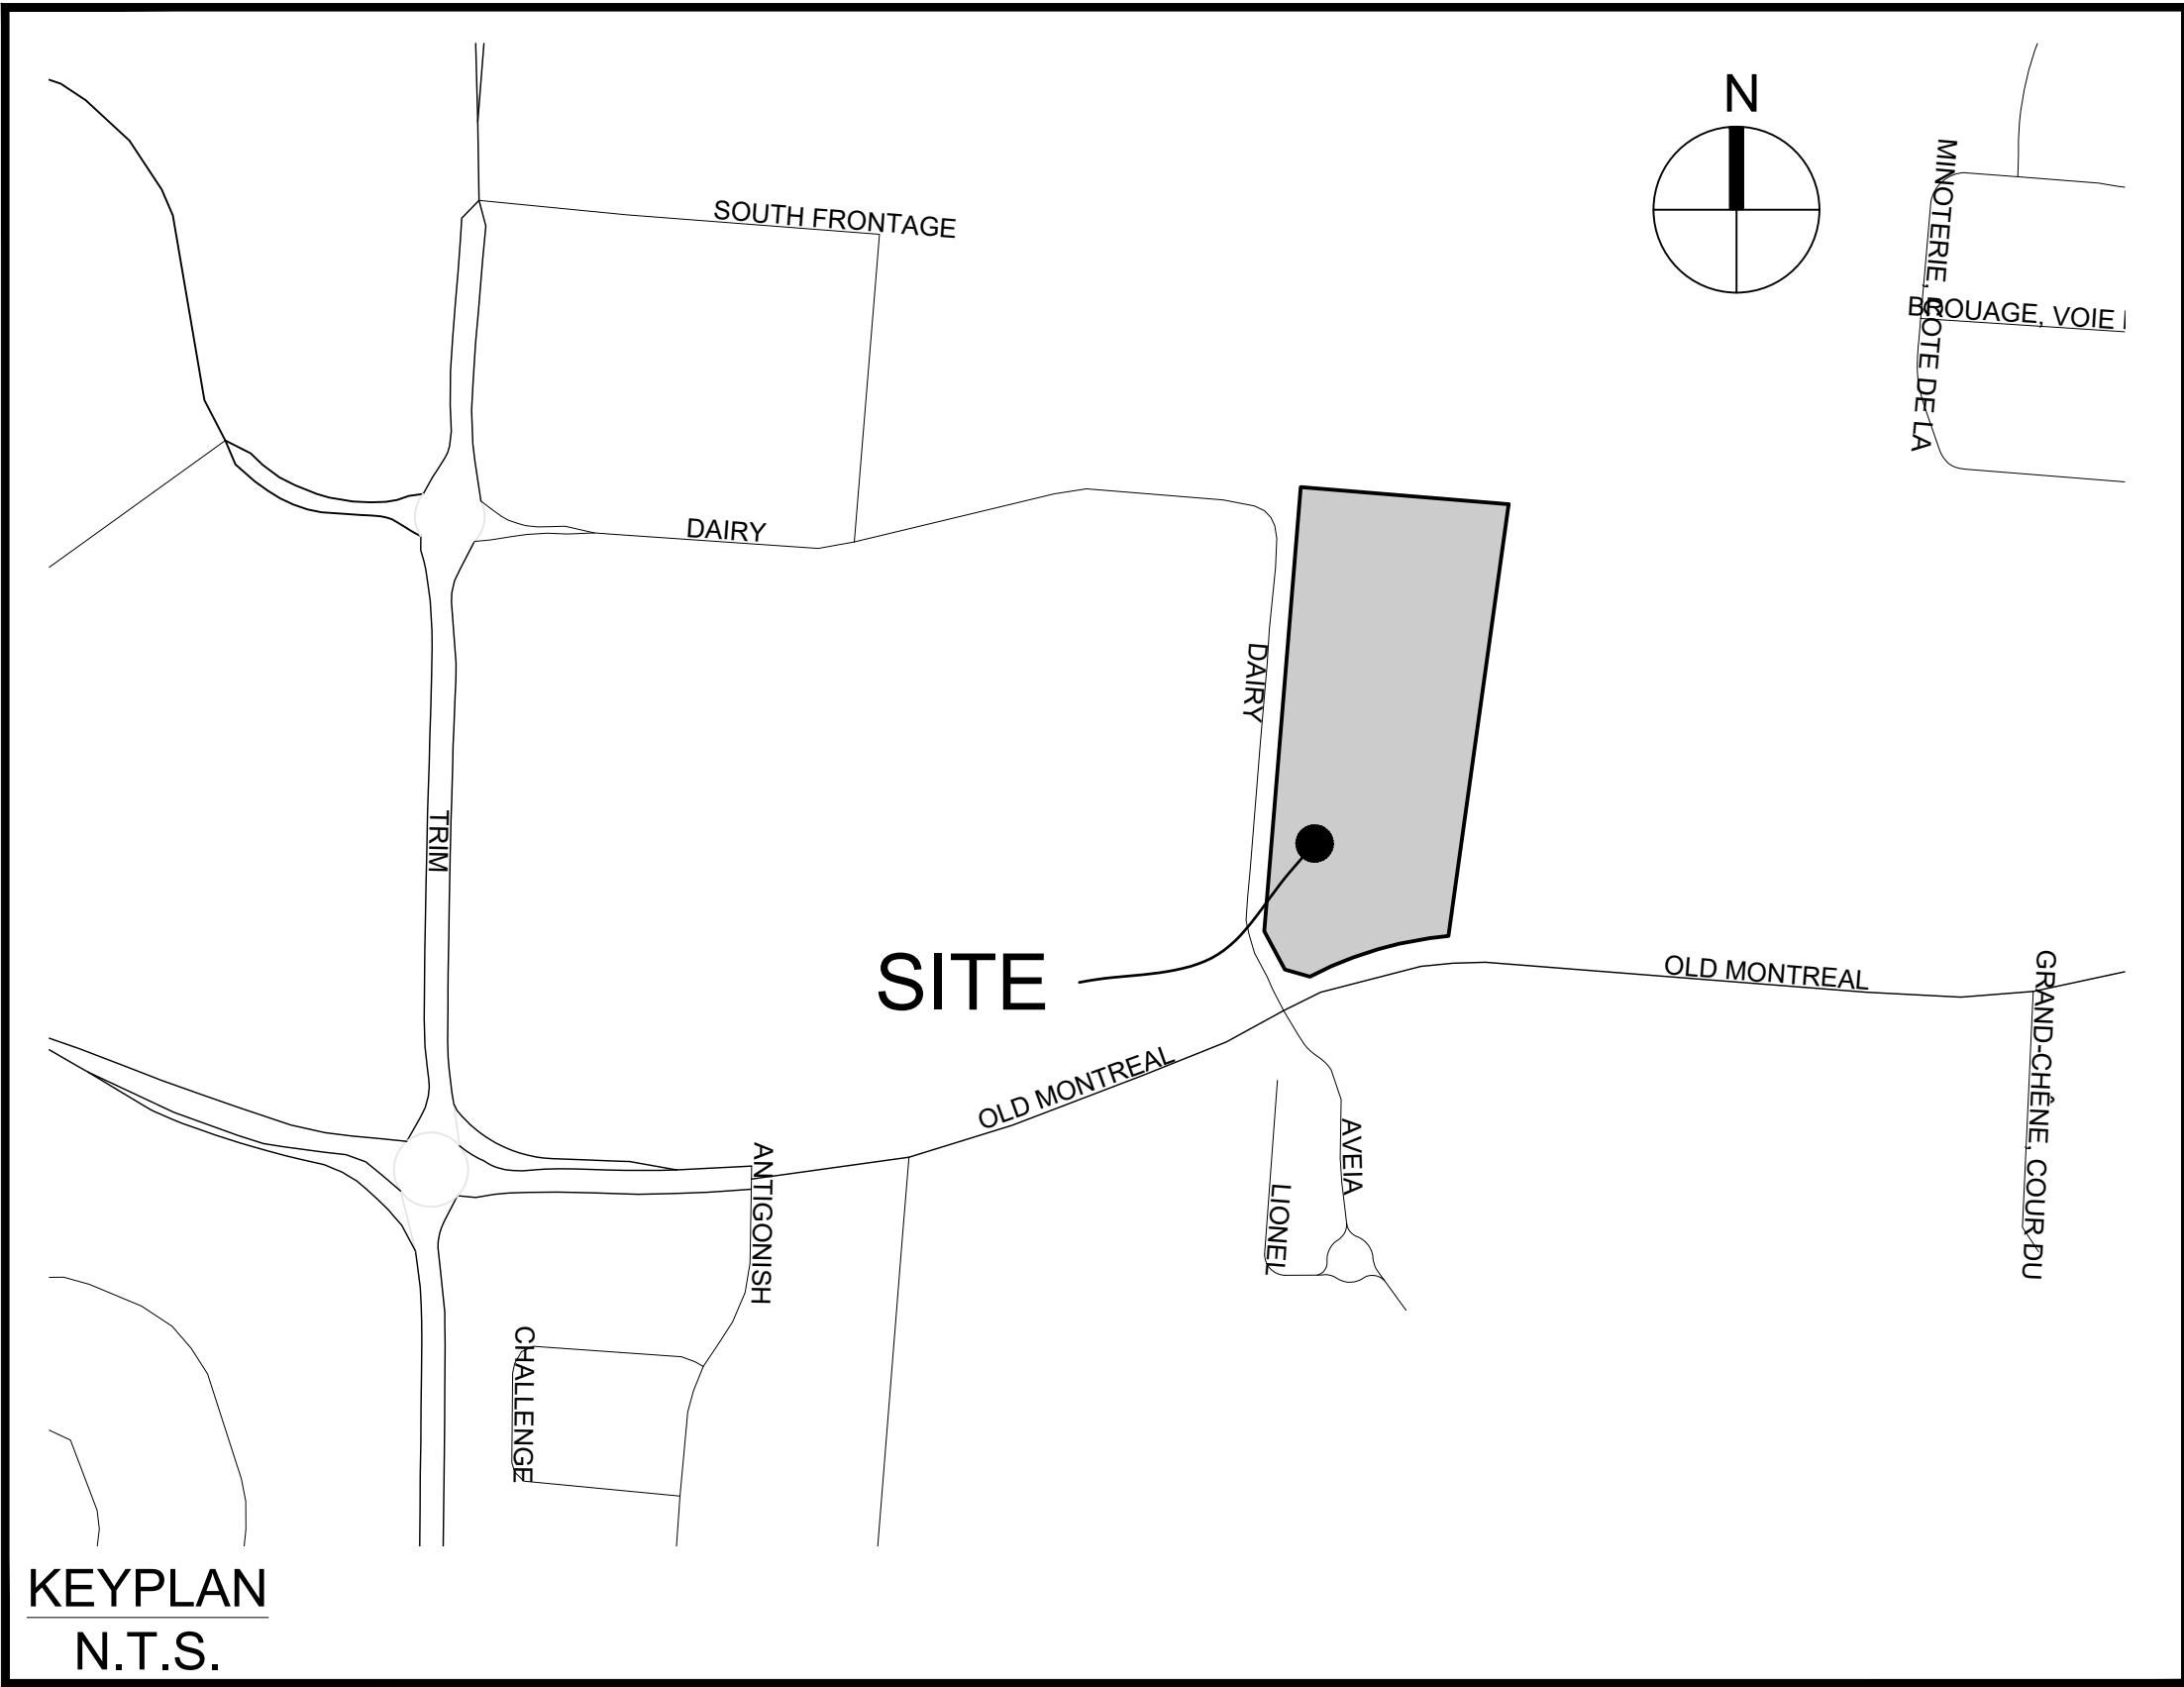 N
SOUTH FRONTAGE
MINOTERIE, COTE DE LA
BROUAGE, VOIE
DAIRY
DAIRY
TRIM
SITE
OLD MONTREAL
GRAND-CHÊNE, COUR DU
OLD MONTREAL
AVEIA
ANTIGONISH
LIONEL
CHALLENGE
KEYPLAN
N.T.S.